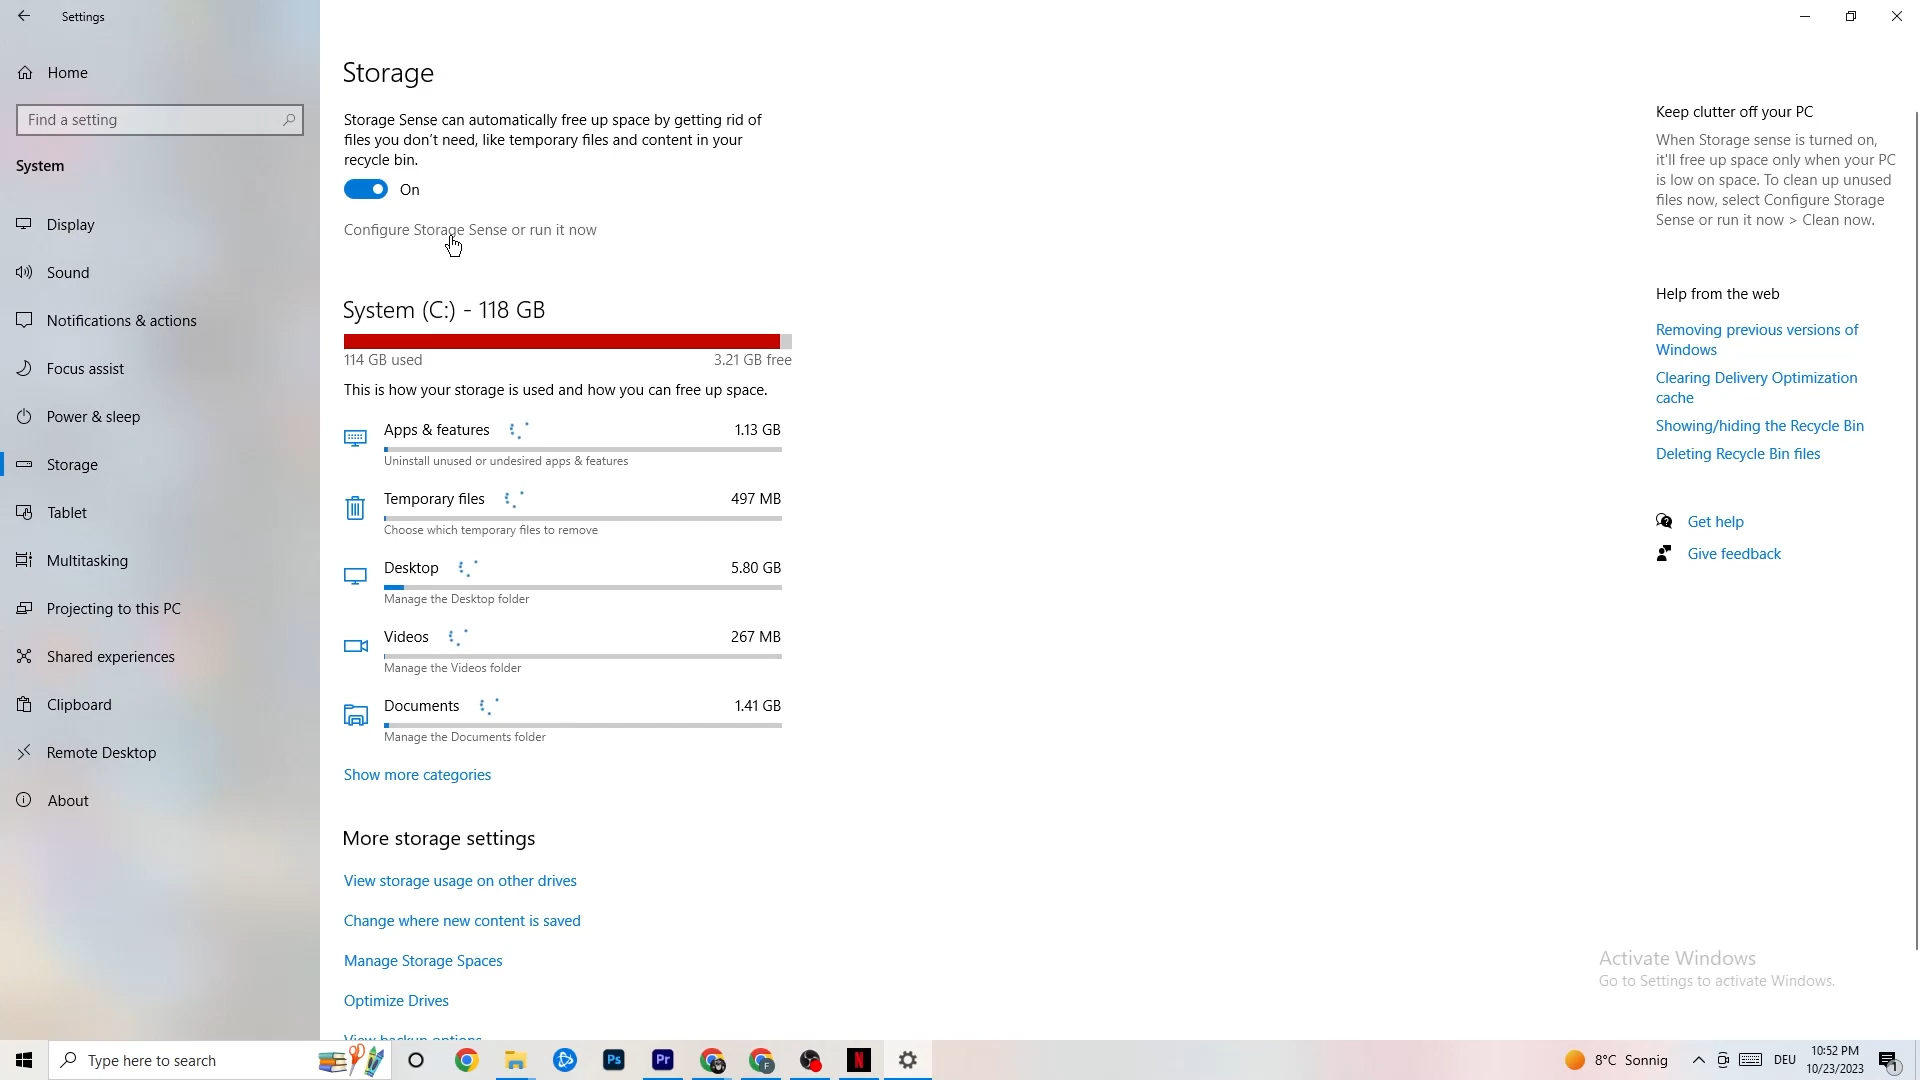 Settings
Home
Find a setting
System
Display
Sound
Notifications & actions
Focus assist
Power & sleep
Storage
Tablet
Multitasking
Projecting to this PC
Shared experiences
Clipboard
Remote Desktop
About
Storage
Storage Sense can automatically free up space by getting rid of
files you don't need, like temporary files and content in your
recycle bin.
On
Configure Storage Sense or run it now
System (C:) - 118 GB
114 GB used 3.21 GB free
This is how your storage is used and how you can free up space.
Apps & features 1.13 GB
Uninstall unused or undesired apps & features
Temporary files 497 MB
Choose which temporary files to remove
Desktop 5.80 GB
Manage the Desktop folder
Videos 267 MB
Manage the Videos folder
Documents 1.41 GB
Manage the Documents folder
Show more categories
More storage settings
View storage usage on other drives
Change where new content is saved
Manage Storage Spaces
Optimize Drives
View backup options
Keep clutter off your PC
When Storage sense is turned on,
it'll free up space only when your PC
is low on space. To clean up unused
files now, select Configure Storage
Sense or run it now > Clean now.
Help from the web
Removing previous versions of
Windows
Clearing Delivery Optimization
cache
Showing/hiding the Recycle Bin
Deleting Recycle Bin files
Get help
Give feedback
Activate Windows
Go to Settings to activate Windows.
Type here to search
Ps
Pr
F
N
8°C Sonnig
DEU
10:52 PM
10/23/2023
1